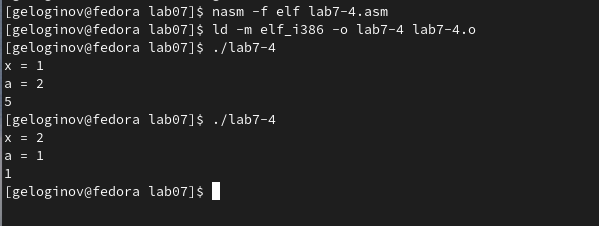 [geloginov@fedora lab07]$ nasm -f elf lab7-4.asm
[geloginov@fedora lab07]$ ld -m elf_i386 -o lab7-4 lab7-4.o
[geloginov@fedora lab07]$ ./lab7-4
x = 1
a = 2
5
[geloginov@fedora lab07]$ ./lab7-4
x = 2
a = 1
1
[geloginov@fedora lab07]$